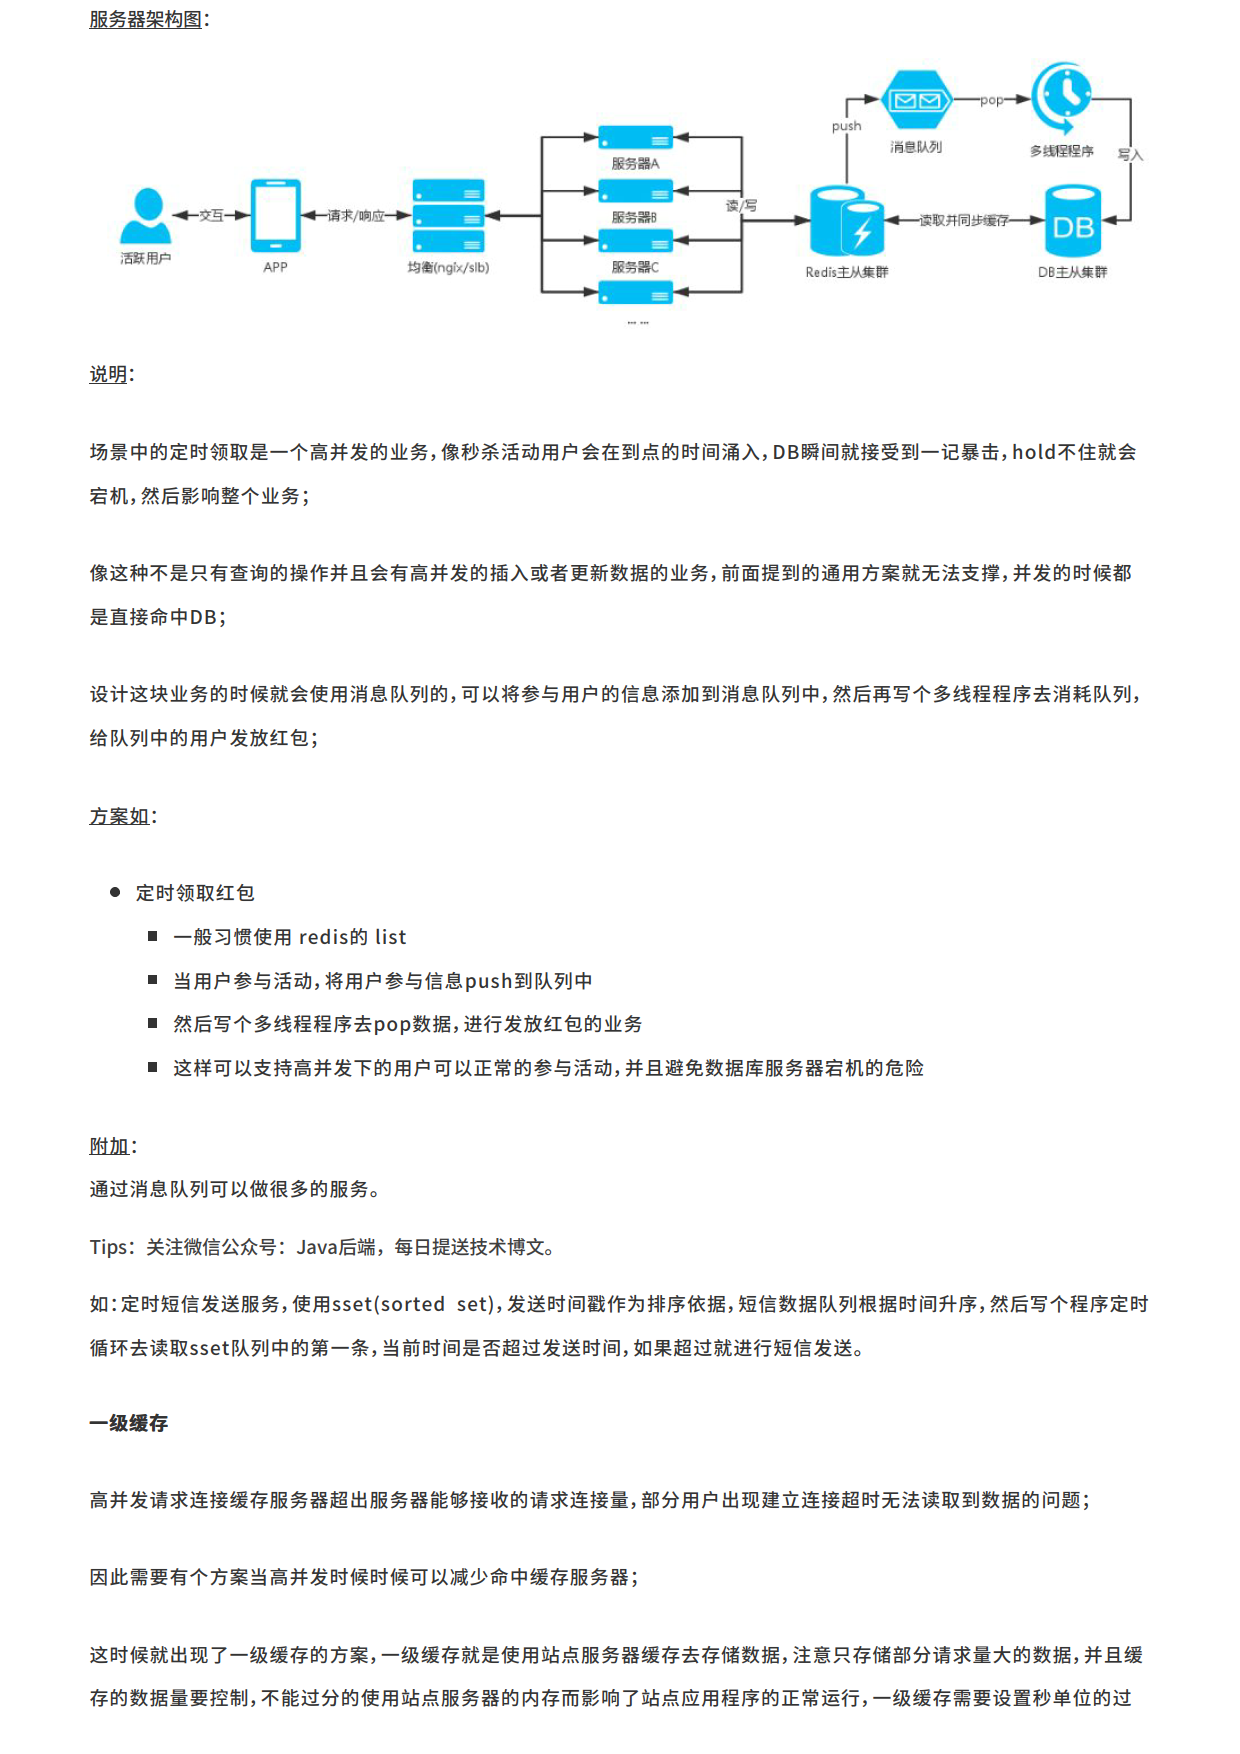 服务器架构图：
push
pop
消息队列
多线程程序
写入
服务器A
服务器B
服务器C
... ...
读/写
交互
请求/响应
读取并同步缓存
DB
活跃用户
APP
均衡(ngix/slb)
Redis主从集群
DB主从集群
说明：
场景中的定时领取是一个高并发的业务，像秒杀活动用户会在到点的时间涌入，DB瞬间就接受到一记暴击，hold不住就会
宕机，然后影响整个业务；
像这种不是只有查询的操作并且会有高并发的插入或者更新数据的业务，前面提到的通用方案就无法支撑，并发的时候都
是直接命中DB；
设计这块业务的时候就会使用消息队列的，可以将参与用户的信息添加到消息队列中，然后再写个多线程程序去消耗队列，
给队列中的用户发放红包；
方案如：
● 定时领取红包
■ 一般习惯使用 redis的 list
■ 当用户参与活动，将用户参与信息push到队列中
■ 然后写个多线程程序去pop数据，进行发放红包的业务
■ 这样可以支持高并发下的用户可以正常的参与活动，并且避免数据库服务器宕机的危险
附加：
通过消息队列可以做很多的服务。
Tips：关注微信公众号：Java后端，每日提送技术博文。
如：定时短信发送服务，使用sset(sorted set)，发送时间戳作为排序依据，短信数据队列根据时间升序，然后写个程序定时
循环去读取sset队列中的第一条，当前时间是否超过发送时间，如果超过就进行短信发送。
一级缓存
高并发请求连接缓存服务器超出服务器能够接收的请求连接量，部分用户出现建立连接超时无法读取到数据的问题；
因此需要有个方案当高并发时候时候可以减少命中缓存服务器；
这时候就出现了一级缓存的方案，一级缓存就是使用站点服务器缓存去存储数据，注意只存储部分请求量大的数据，并且缓
存的数据量要控制，不能过分的使用站点服务器的内存而影响了站点应用程序的正常运行，一级缓存需要设置秒单位的过